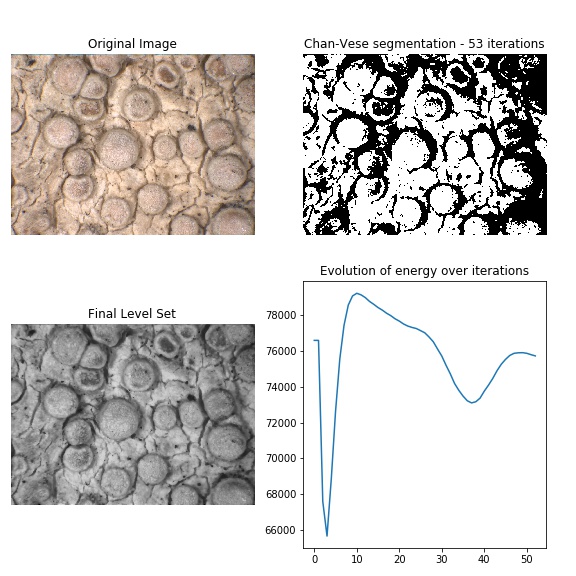 Original Image
Chan-Vese segmentation - 53 iterations
Final Level Set
Evolution of energy over iterations
78000
76000
74000
72000
70000
68000
66000
0 10 20 30 40 50